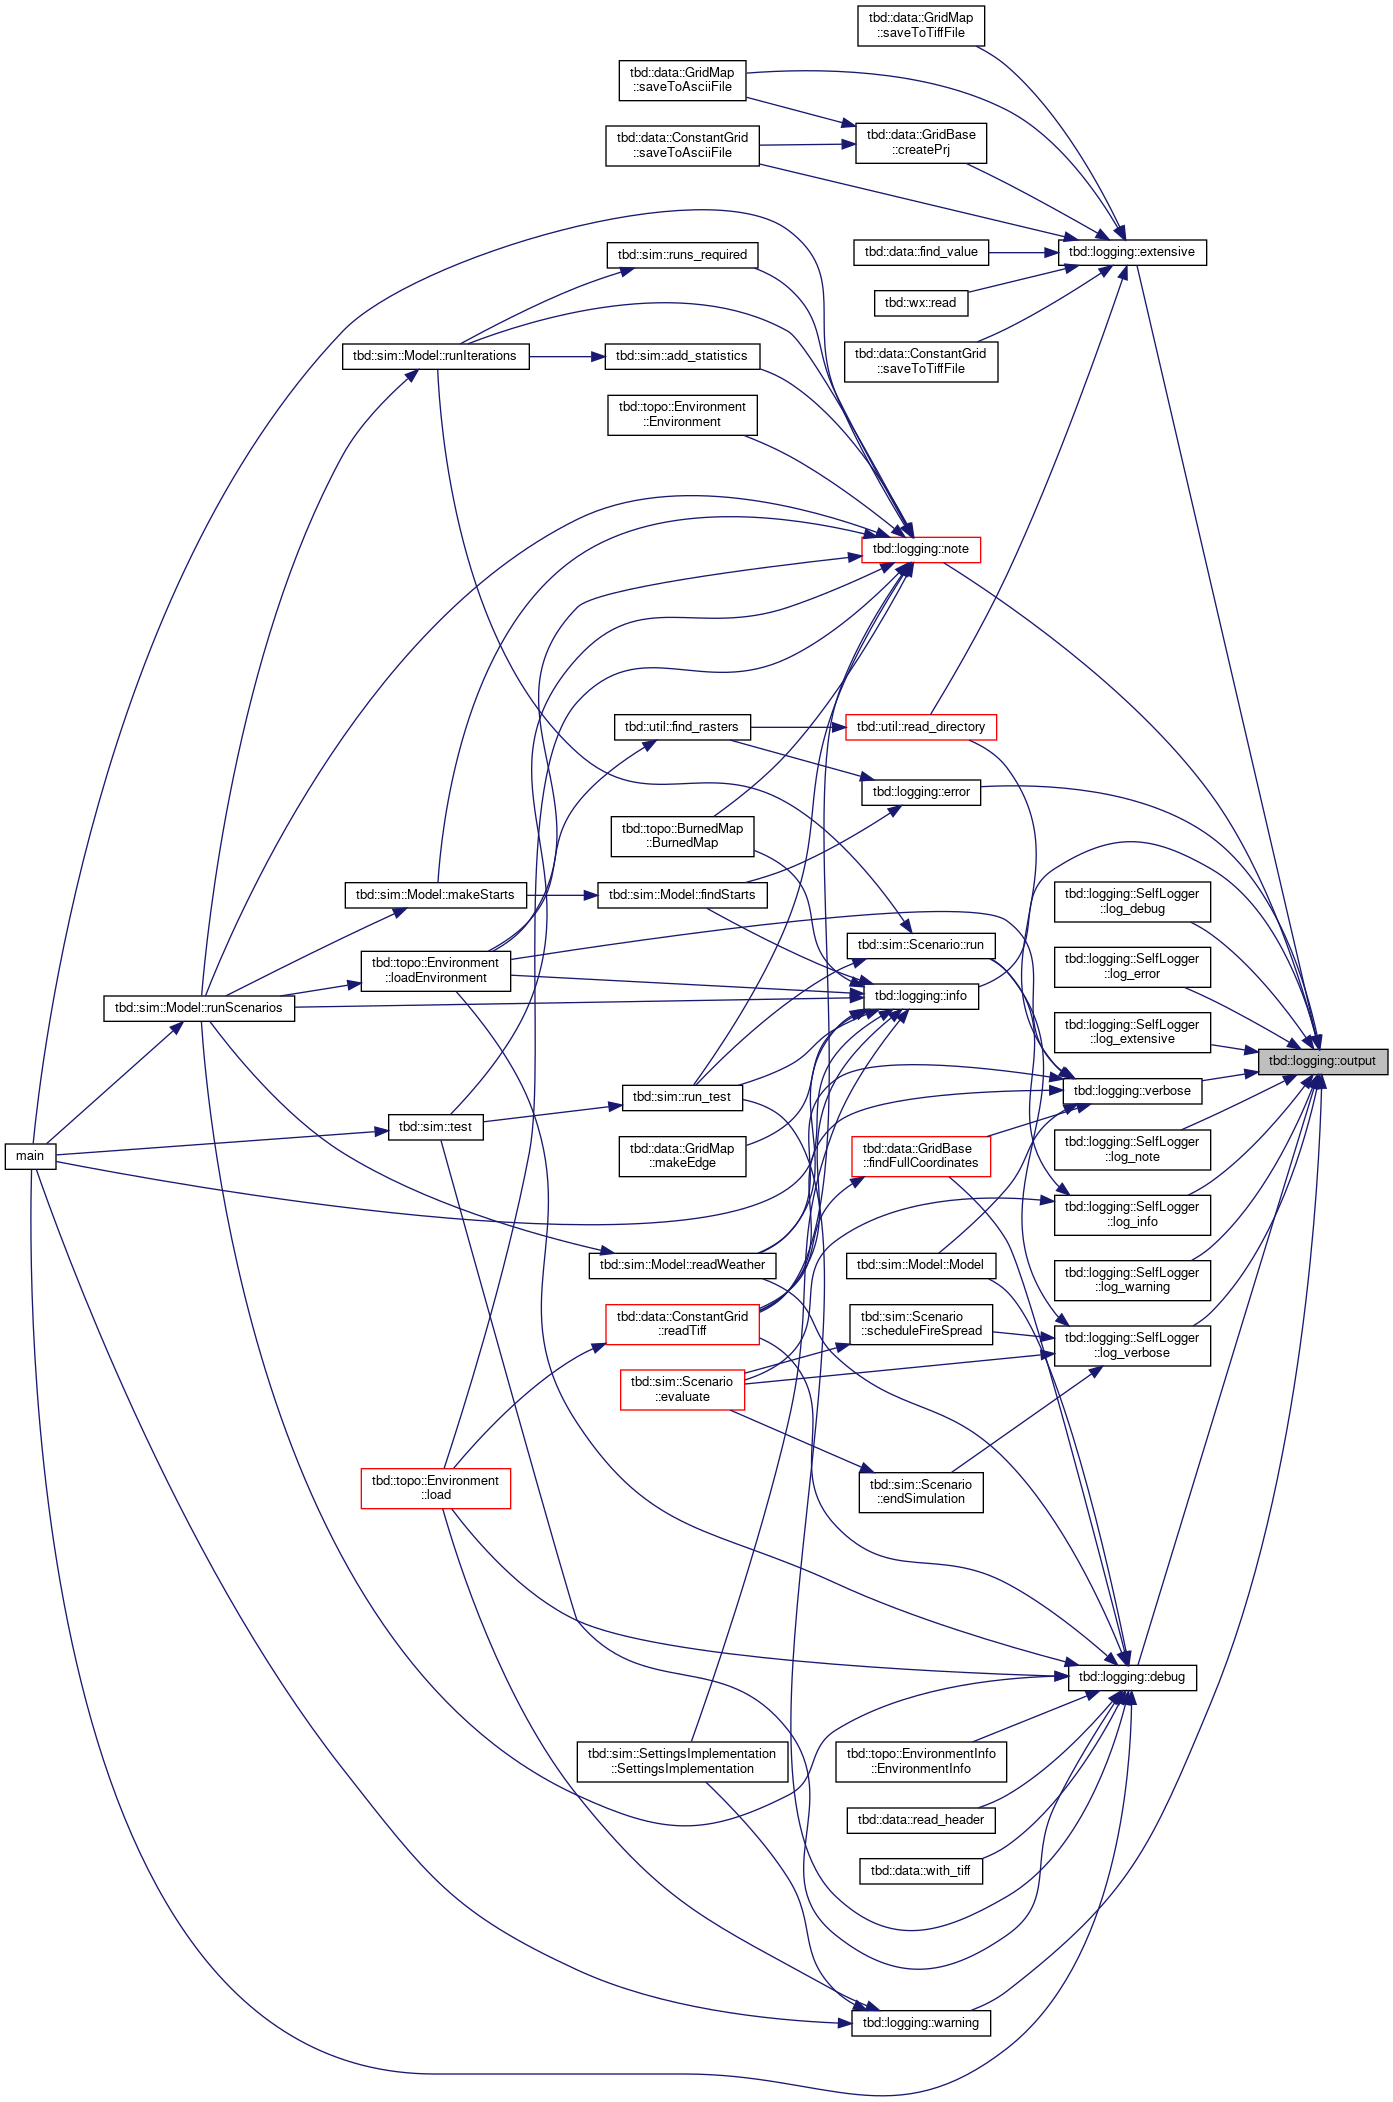 tbd::data::GridMap
::saveToTiffFile
tbd::data::GridMap
::saveToAsciiFile
tbd::data::GridBase
::createPrj
tbd::data::ConstantGrid
::saveToAsciiFile
tbd::logging::extensive
tbd::data::find_value
tbd::sim::runs_required
tbd::wx::read
tbd::sim::Model::runIterations
tbd::sim::add_statistics
tbd::data::ConstantGrid
::saveToTiffFile
tbd::topo::Environment
::Environment
tbd::logging::note
tbd::util::find_rasters
tbd::util::read_directory
tbd::logging::error
tbd::topo::BurnedMap
::BurnedMap
tbd::sim::Model::makeStarts
tbd::sim::Model::findStarts
tbd::logging::SelfLogger
::log_debug
tbd::sim::Scenario::run
tbd::topo::Environment
::loadEnvironment
tbd::logging::SelfLogger
::log_error
tbd::logging::info
tbd::sim::Model::runScenarios
tbd::logging::SelfLogger
::log_extensive
tbd::logging::output
tbd::logging::verbose
tbd::sim::run_test
tbd::sim::test
tbd::logging::SelfLogger
::log_note
main
tbd::data::GridMap
::makeEdge
tbd::data::GridBase
::findFullCoordinates
tbd::logging::SelfLogger
::log_info
tbd::sim::Model::readWeather
tbd::sim::Model::Model
tbd::logging::SelfLogger
::log_warning
tbd::data::ConstantGrid
::readTiff
tbd::sim::Scenario
::scheduleFireSpread
tbd::logging::SelfLogger
::log_verbose
tbd::sim::Scenario
::evaluate
tbd::topo::Environment
::load
tbd::sim::Scenario
::endSimulation
tbd::logging::debug
tbd::sim::SettingsImplementation
::SettingsImplementation
tbd::topo::EnvironmentInfo
::EnvironmentInfo
tbd::data::read_header
tbd::data::with_tiff
tbd::logging::warning